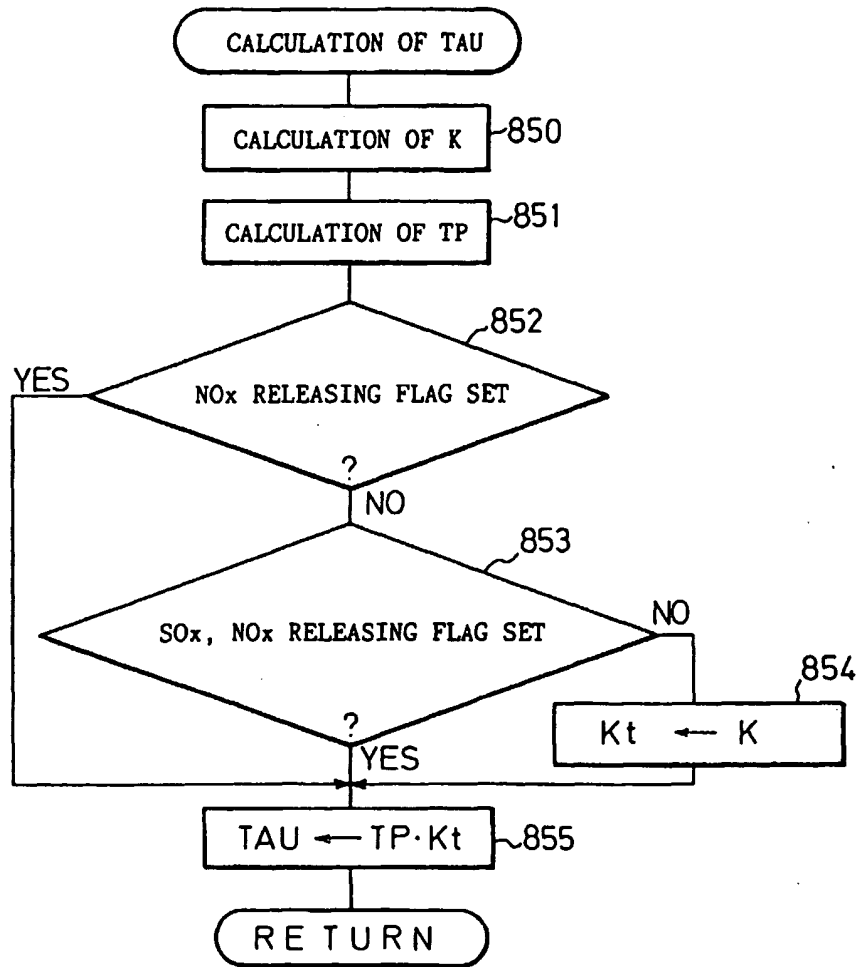 CALCULATION OF TAU
CALCULATION OF K
850
CALCULATION OF TP
851
852
YES
NOx RELEASING FLAG SET
?
NO
853
SOx, NOx RELEASING FLAG SET
NO
?
YES
854
Kt ← K
TAU ← TP·Kt
855
RETURN